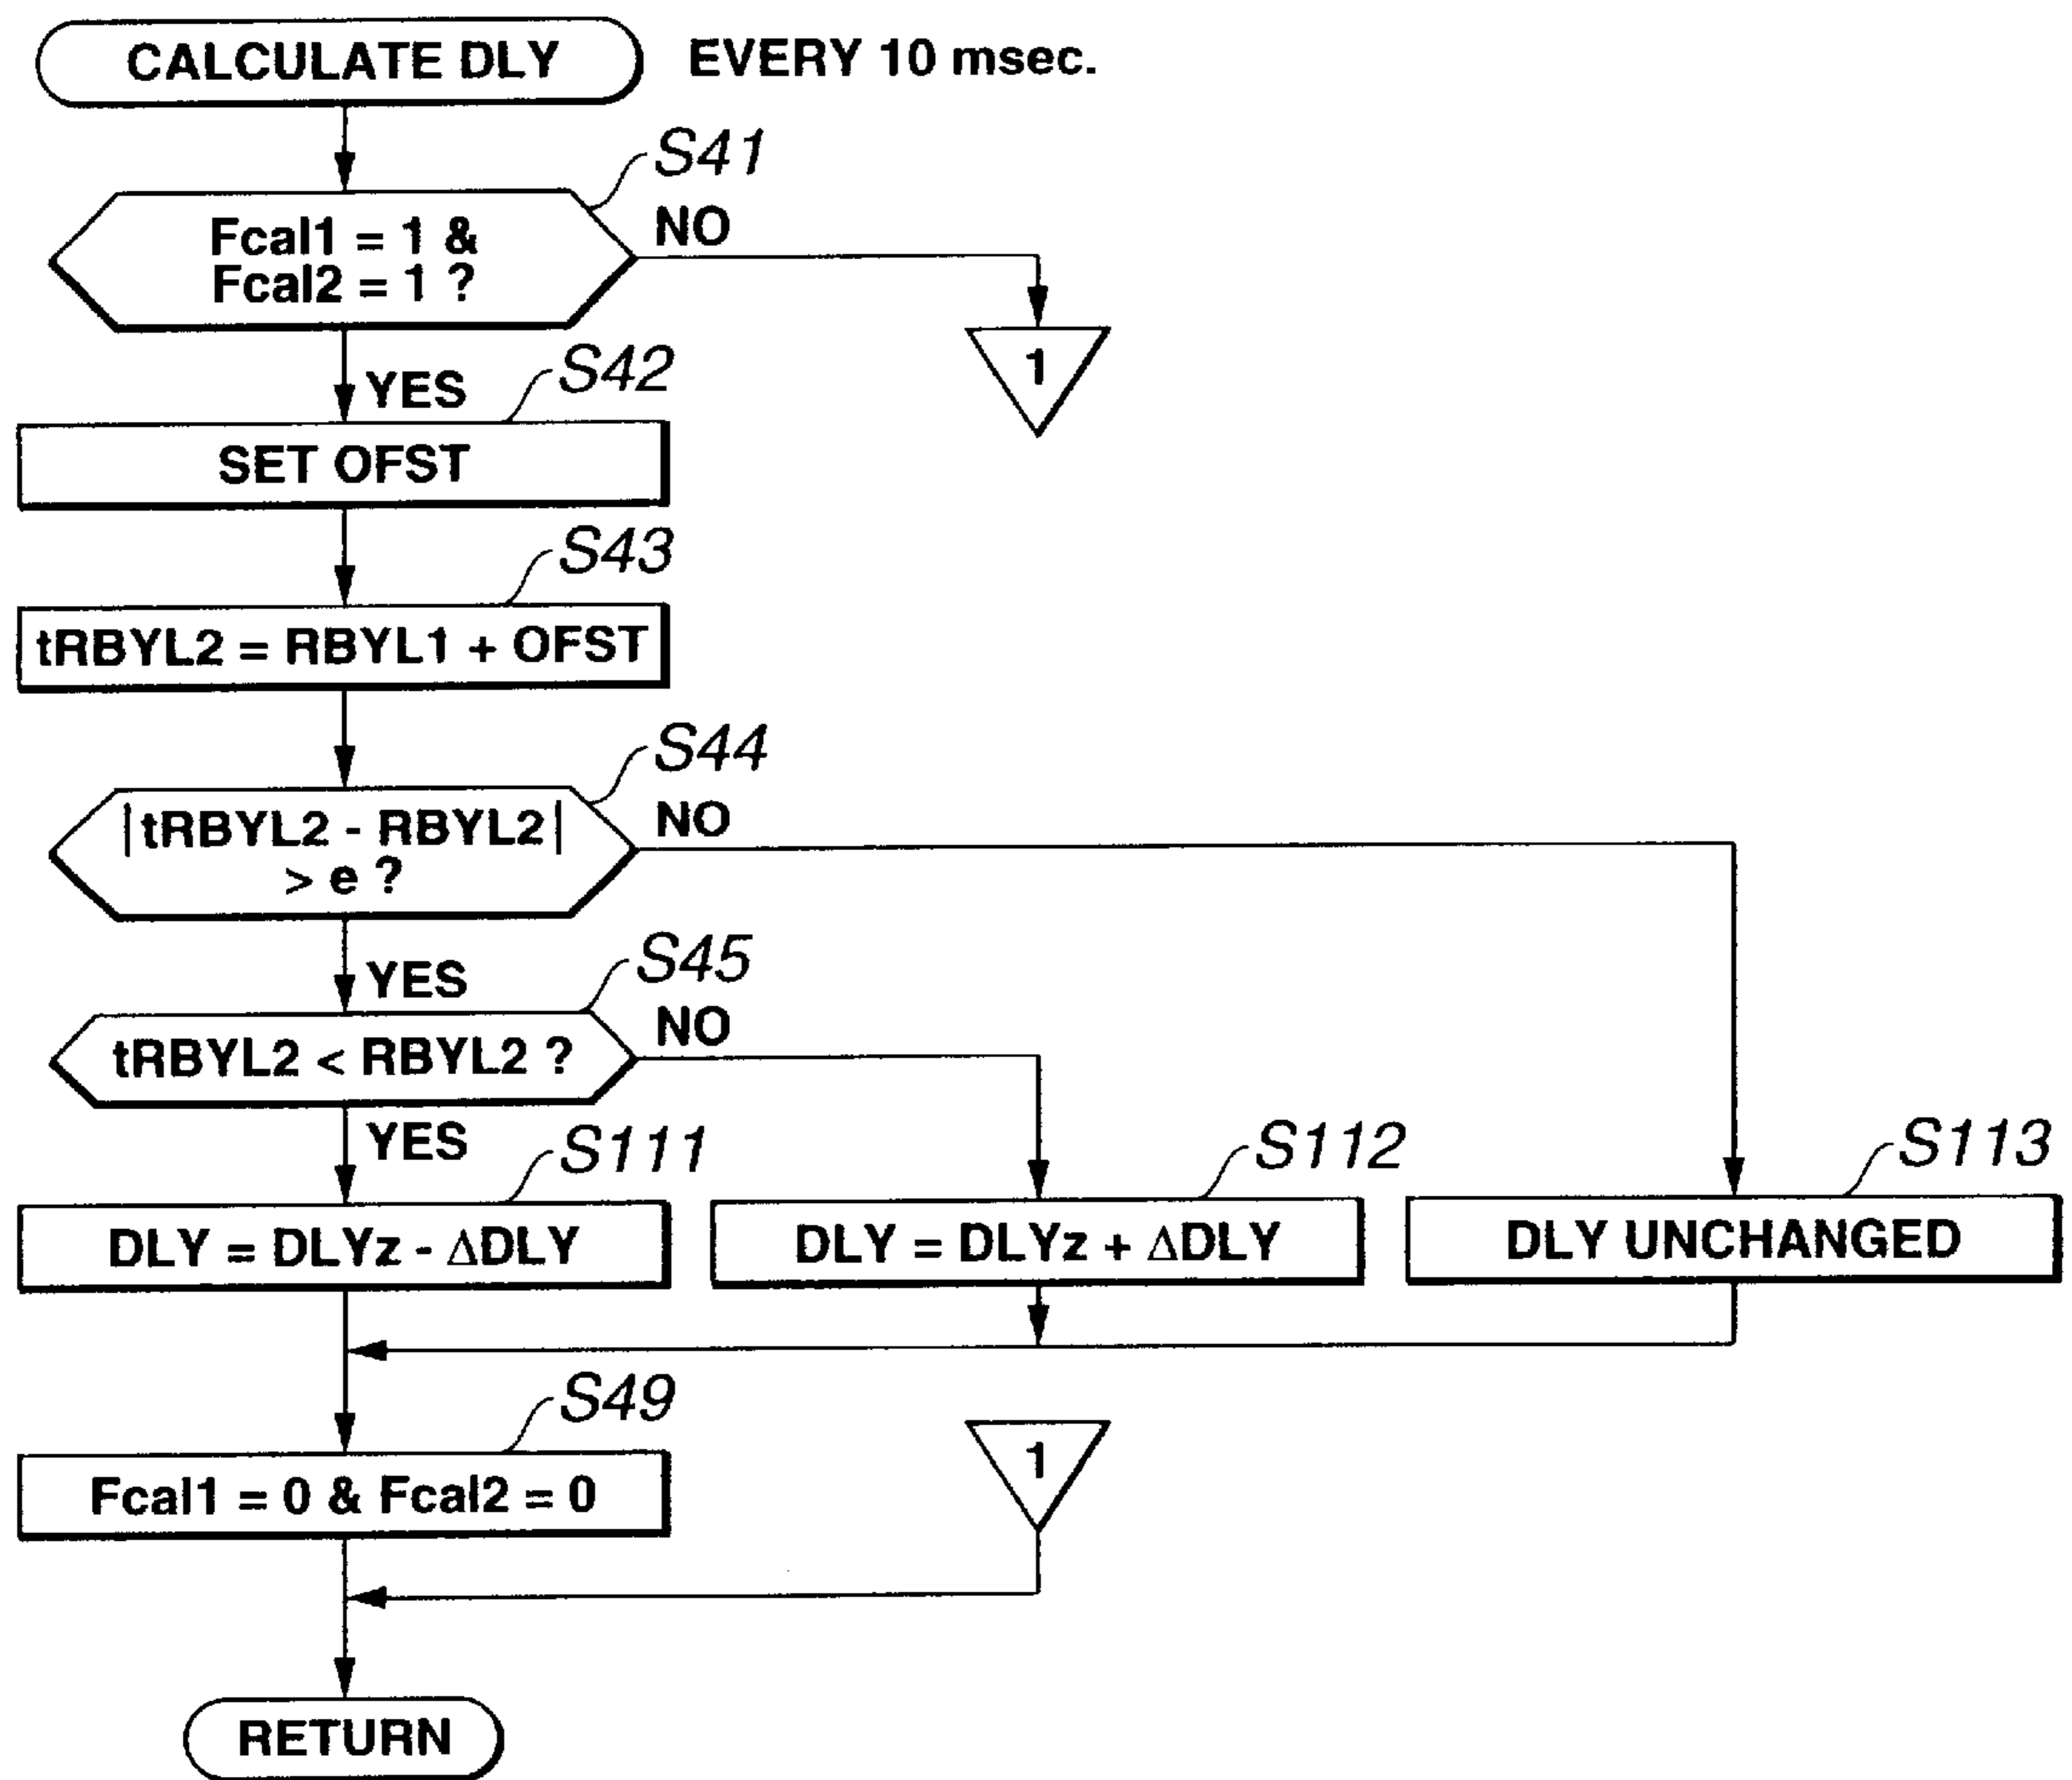 CALCULATE DLY
EVERY 10 msec.
S41
Fcal1 = 1 &
Fcal2 = 1 ?
NO
1
YES
S42
SET OFST
S43
tRBYL2 = RBYL1 + OFST
S44
|tRBYL2 - RBYL2|
> e ?
NO
YES
S45
tRBYL2 < RBYL2 ?
NO
YES
S111
DLY = DLYz - ΔDLY
S112
DLY = DLYz + ΔDLY
S113
DLY UNCHANGED
S49
Fcal1 = 0 & Fcal2 = 0
1
RETURN